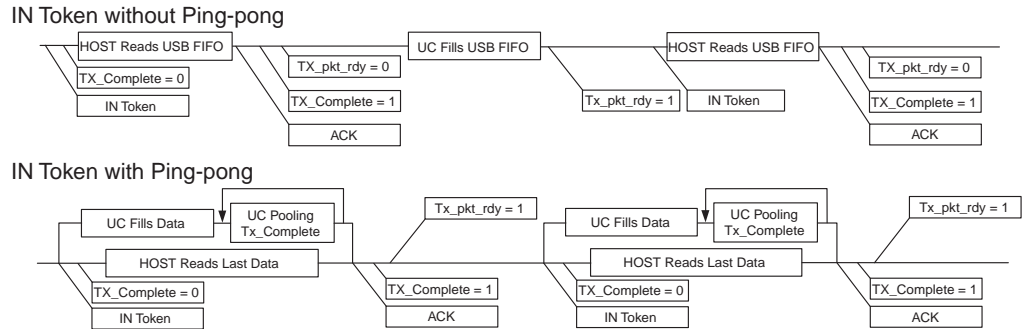 IN Token without Ping-pong
HOST Reads USB FIFO
UC Fills USB FIFO
HOST Reads USB FIFO
TX_Complete = 0
IN Token
TX_pkt_rdy = 0
TX_Complete = 1
ACK
Tx_pkt_rdy = 1
IN Token
TX_pkt_rdy = 0
TX_Complete = 1
ACK
IN Token with Ping-pong
UC Fills Data
UC Pooling
Tx_Complete
Tx_pkt_rdy = 1
UC Fills Data
UC Pooling
Tx_Complete
Tx_pkt_rdy = 1
HOST Reads Last Data
HOST Reads Last Data
TX_Complete = 0
IN Token
TX_Complete = 1
ACK
TX_Complete = 0
IN Token
TX_Complete = 1
ACK